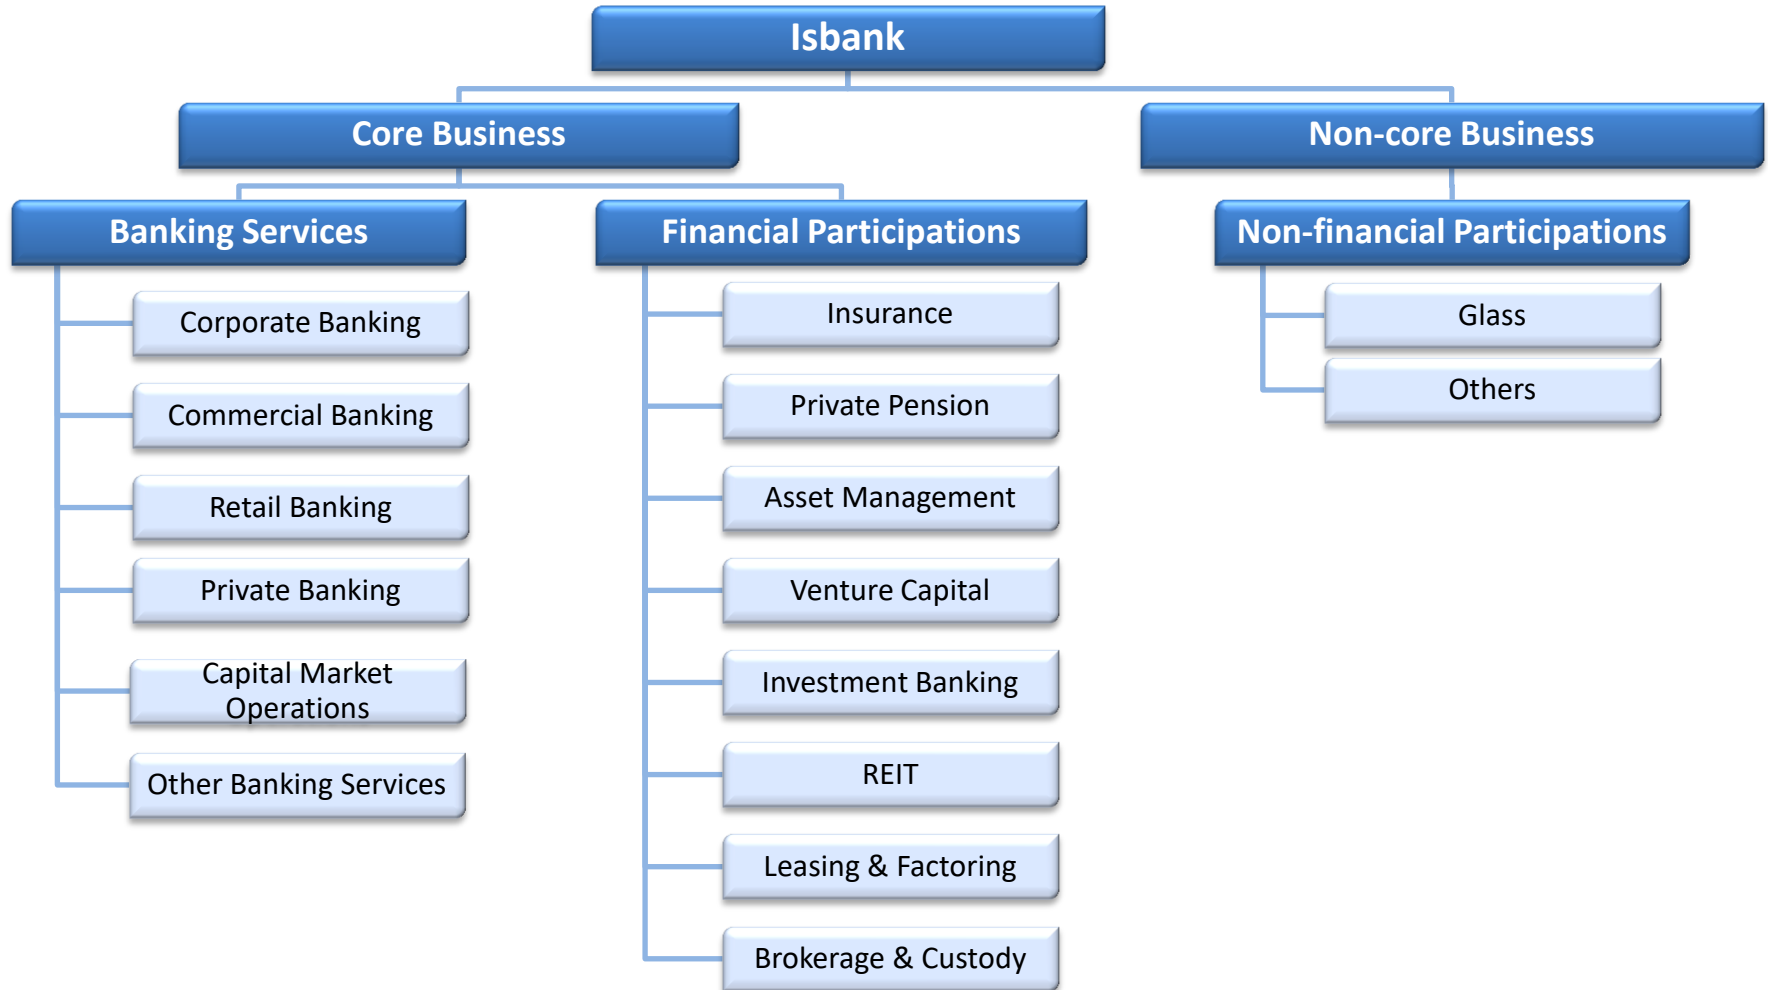 Isbank
Core Business
Non-core Business
Banking Services
Financial Participations
Non-financial Participations
Corporate Banking
Commercial Banking
Retail Banking
Private Banking
Capital Market
Operations
Other Banking Services
Insurance
Private Pension
Asset Management
Venture Capital
Investment Banking
REIT
Leasing & Factoring
Brokerage & Custody
Glass
Others